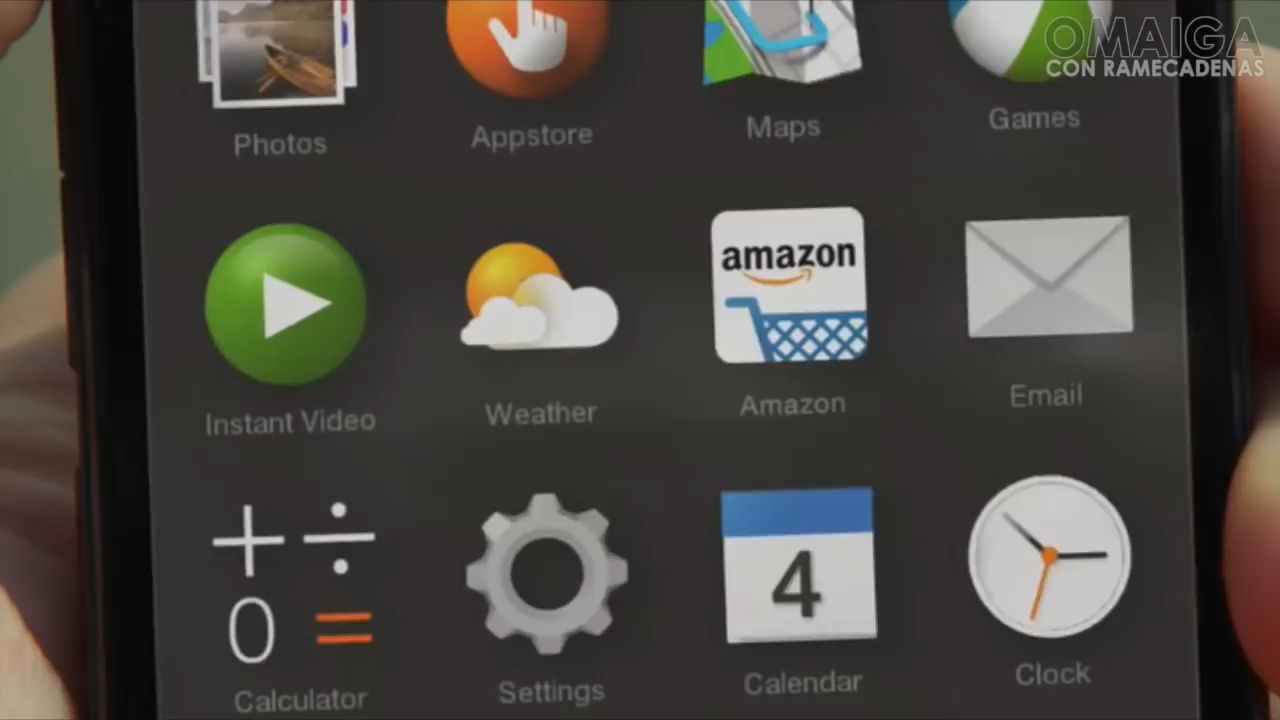 OMAIGA
CON RAMECADENAS
Photos
Appstore
Maps
Games
amazon
Instant Video
Weather
Amazon
Email
4
+ ÷
0 =
Calculator
Settings
Calendar
Clock